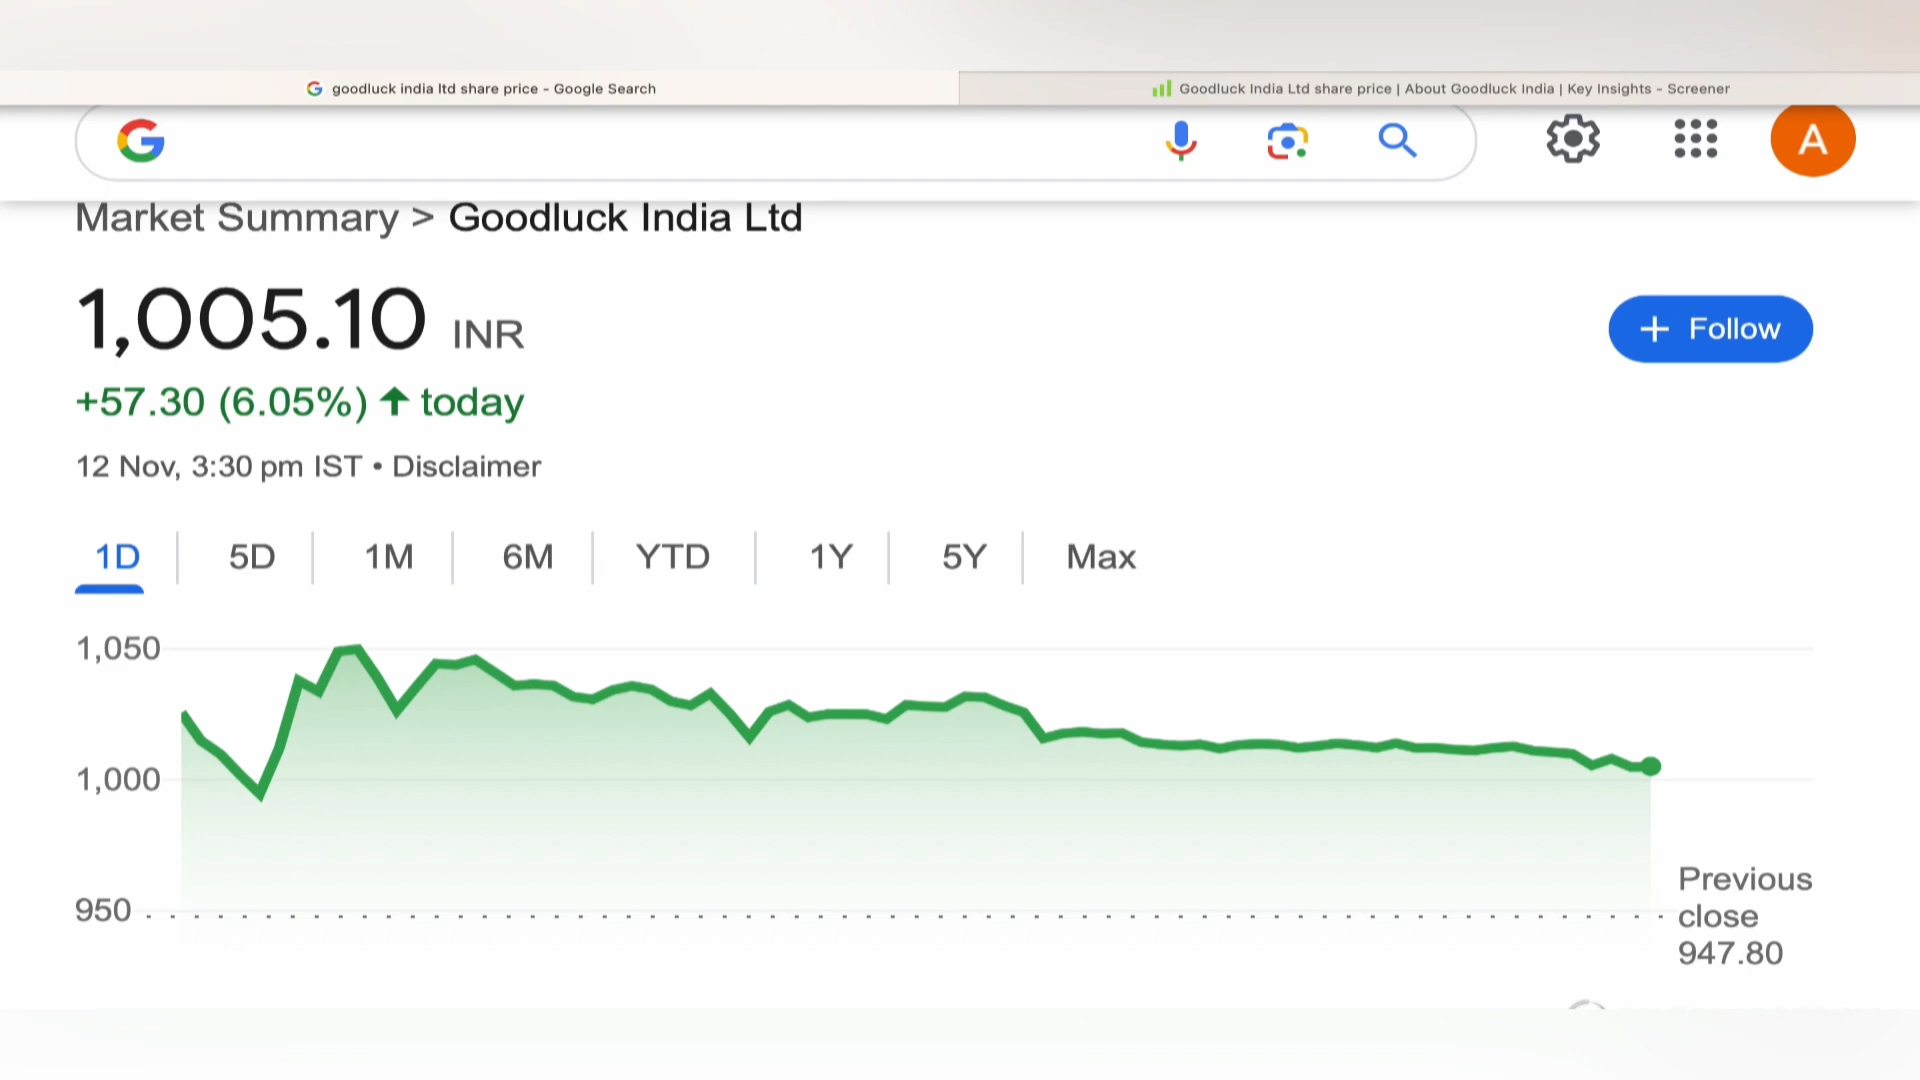 goodluck india ltd share price - Google Search
Goodluck India Ltd share price | About Goodluck India | Key Insights - Screener
A
Market Summary > Goodluck India Ltd
1,005.10 INR
+ Follow
+57.30 (6.05%) ↑ today
12 Nov, 3:30 pm IST • Disclaimer
1D 5D 1M 6M YTD 1Y 5Y Max
1,050
1,000
950
Previous
close
947.80